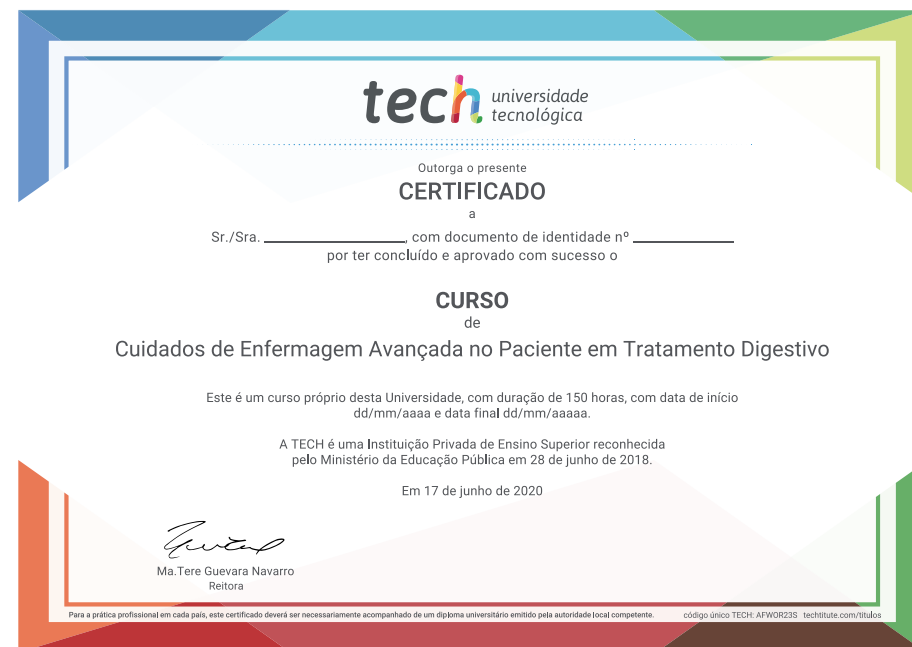 tech universidade
tecnológica
Outorga o presente
CERTIFICADO
a
Sr./Sra. ________________, com documento de identidade nº ____________
por ter concluído e aprovado com sucesso o
CURSO
de
Cuidados de Enfermagem Avançada no Paciente em Tratamento Digestivo
Este é um curso próprio desta Universidade, com duração de 150 horas, com data de início
dd/mm/aaaa e data final dd/mm/aaaaa.
A TECH é uma Instituição Privada de Ensino Superior reconhecida
pelo Ministério da Educação Pública em 28 de junho de 2018.
Em 17 de junho de 2020
Ma.Tere Guevara Navarro
Reitora
Para a prática profissional em cada país, este certificado deverá ser necessariamente acompanhado de um diploma universitário emitido pela autoridade local competente. código único TECH: AFWOR23S techtitute.com/titulos